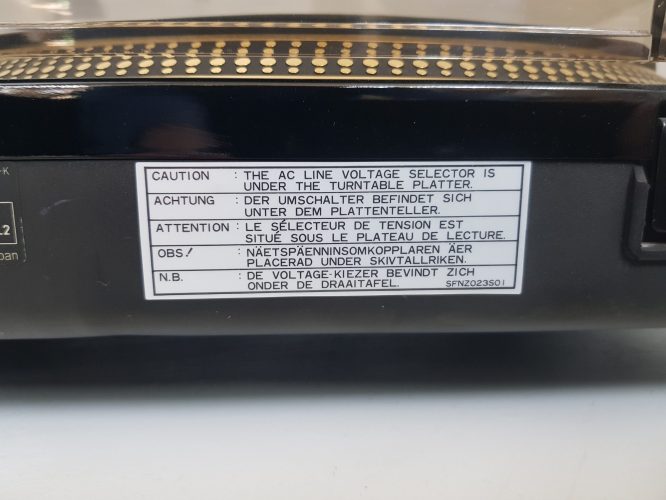 -K
.2
pan
CAUTION : THE AC LINE VOLTAGE SELECTOR IS
UNDER THE TURNTABLE PLATTER.
ACHTUNG : DER UMSCHALTER BEFINDET SICH
UNTER DEM PLATTENTELLER.
ATTENTION : LE SÉLECTEUR DE TENSION EST
SITUÉ SOUS LE PLATEAU DE LECTURE.
OBS! : NÄETSPÄENNINSOMKOPPLAREN ÄER
PLACERAD UNDER SKIVTALLRIKEN.
N.B. : DE VOLTAGE-KIEZER BEVINDT ZICH
ONDER DE DRAAITAFEL. SFNZ023S01